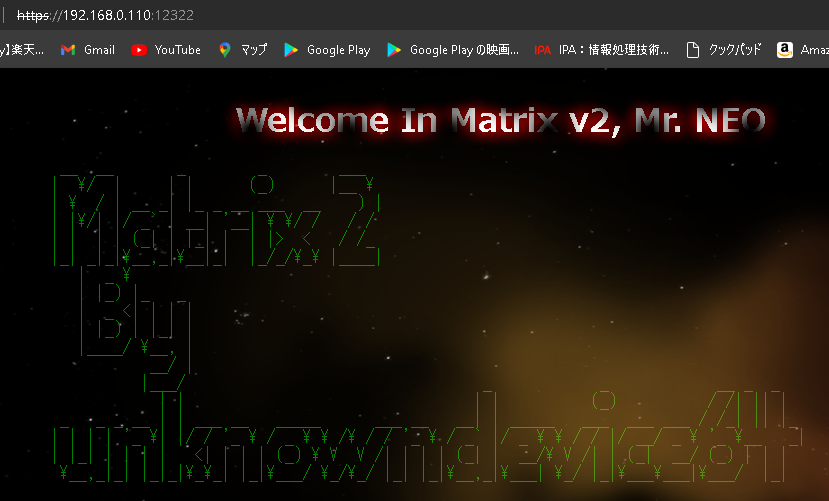 https://192.168.0.110:12322
y]楽天...
Gmail
YouTube
マップ
Google Play
Google Play の映画...
IPA
IPA：情報処理技術...
クックパッド
Amaz
Welcome In Matrix v2, Mr. NEO
Matrix 2
By
unknowndevice64